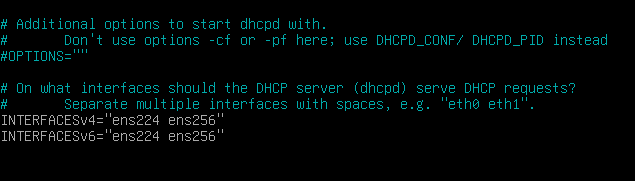 # Additional options to start dhcpd with.
#       Don't use options -cf or -pf here; use DHCPD_CONF/ DHCPD_PID instead
#OPTIONS=""
# On what interfaces should the DHCP server (dhcpd) serve DHCP requests?
#       Separate multiple interfaces with spaces, e.g. "eth0 eth1".
INTERFACESv4="ens224 ens256"
INTERFACESv6="ens224 ens256"